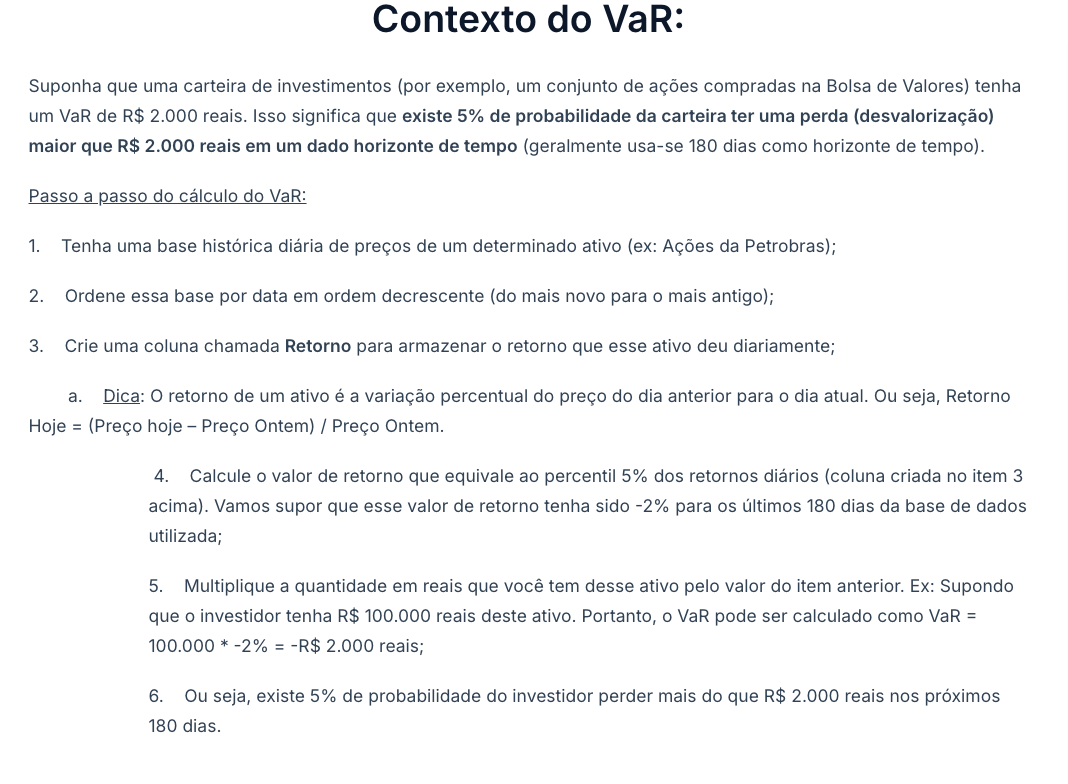 Contexto do VaR:
Suponha que uma carteira de investimentos (por exemplo, um conjunto de ações compradas na Bolsa de Valores) tenha
um VaR de R$ 2.000 reais. Isso significa que existe 5% de probabilidade da carteira ter uma perda (desvalorização)
maior que R$ 2.000 reais em um dado horizonte de tempo (geralmente usa-se 180 dias como horizonte de tempo).
Passo a passo do cálculo do VaR:
1. Tenha uma base histórica diária de preços de um determinado ativo (ex: Ações da Petrobras);
2. Ordene essa base por data em ordem decrescente (do mais novo para o mais antigo);
3. Crie uma coluna chamada Retorno para armazenar o retorno que esse ativo deu diariamente;
a. Dica: O retorno de um ativo é a variação percentual do preço do dia anterior para o dia atual. Ou seja, Retorno
Hoje = (Preço hoje – Preço Ontem) / Preço Ontem.
4. Calcule o valor de retorno que equivale ao percentil 5% dos retornos diários (coluna criada no item 3
acima). Vamos supor que esse valor de retorno tenha sido -2% para os últimos 180 dias da base de dados
utilizada;
5. Multiplique a quantidade em reais que você tem desse ativo pelo valor do item anterior. Ex: Supondo
que o investidor tenha R$ 100.000 reais deste ativo. Portanto, o VaR pode ser calculado como VaR =
100.000 * -2% = -R$ 2.000 reais;
6. Ou seja, existe 5% de probabilidade do investidor perder mais do que R$ 2.000 reais nos próximos
180 dias.